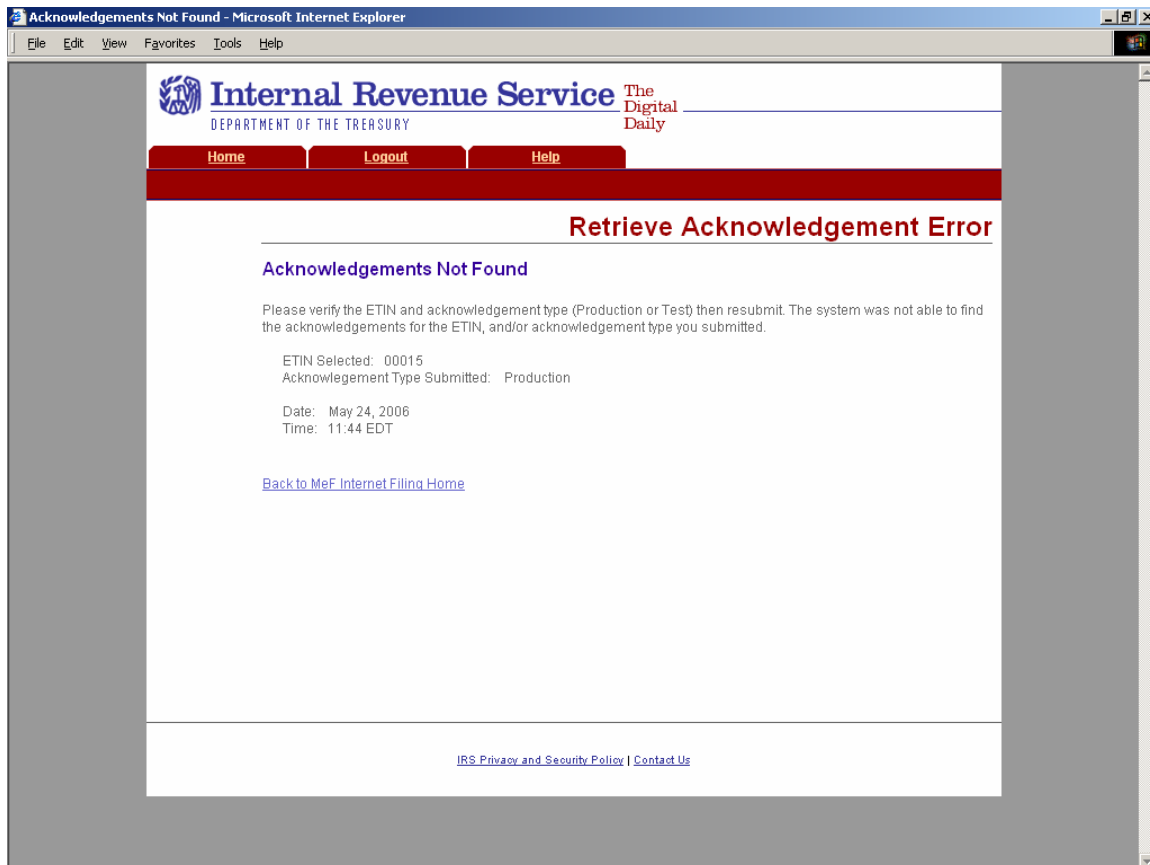 Acknowledgements Not Found - Microsoft Internet Explorer
File Edit View Favorites Tools Help
Internal Revenue Service
DEPARTMENT OF THE TREASURY
The
Digital
Daily
Home Logout Help
Retrieve Acknowledgement Error
Acknowledgements Not Found
Please verify the ETIN and acknowledgement type (Production or Test) then resubmit. The system was not able to find
the acknowledgements for the ETIN, and/or acknowledgement type you submitted.
ETIN Selected: 00015
Acknowlegement Type Submitted: Production
Date: May 24, 2006
Time: 11:44 EDT
Back to MeF Internet Filing Home
IRS Privacy and Security Policy | Contact Us